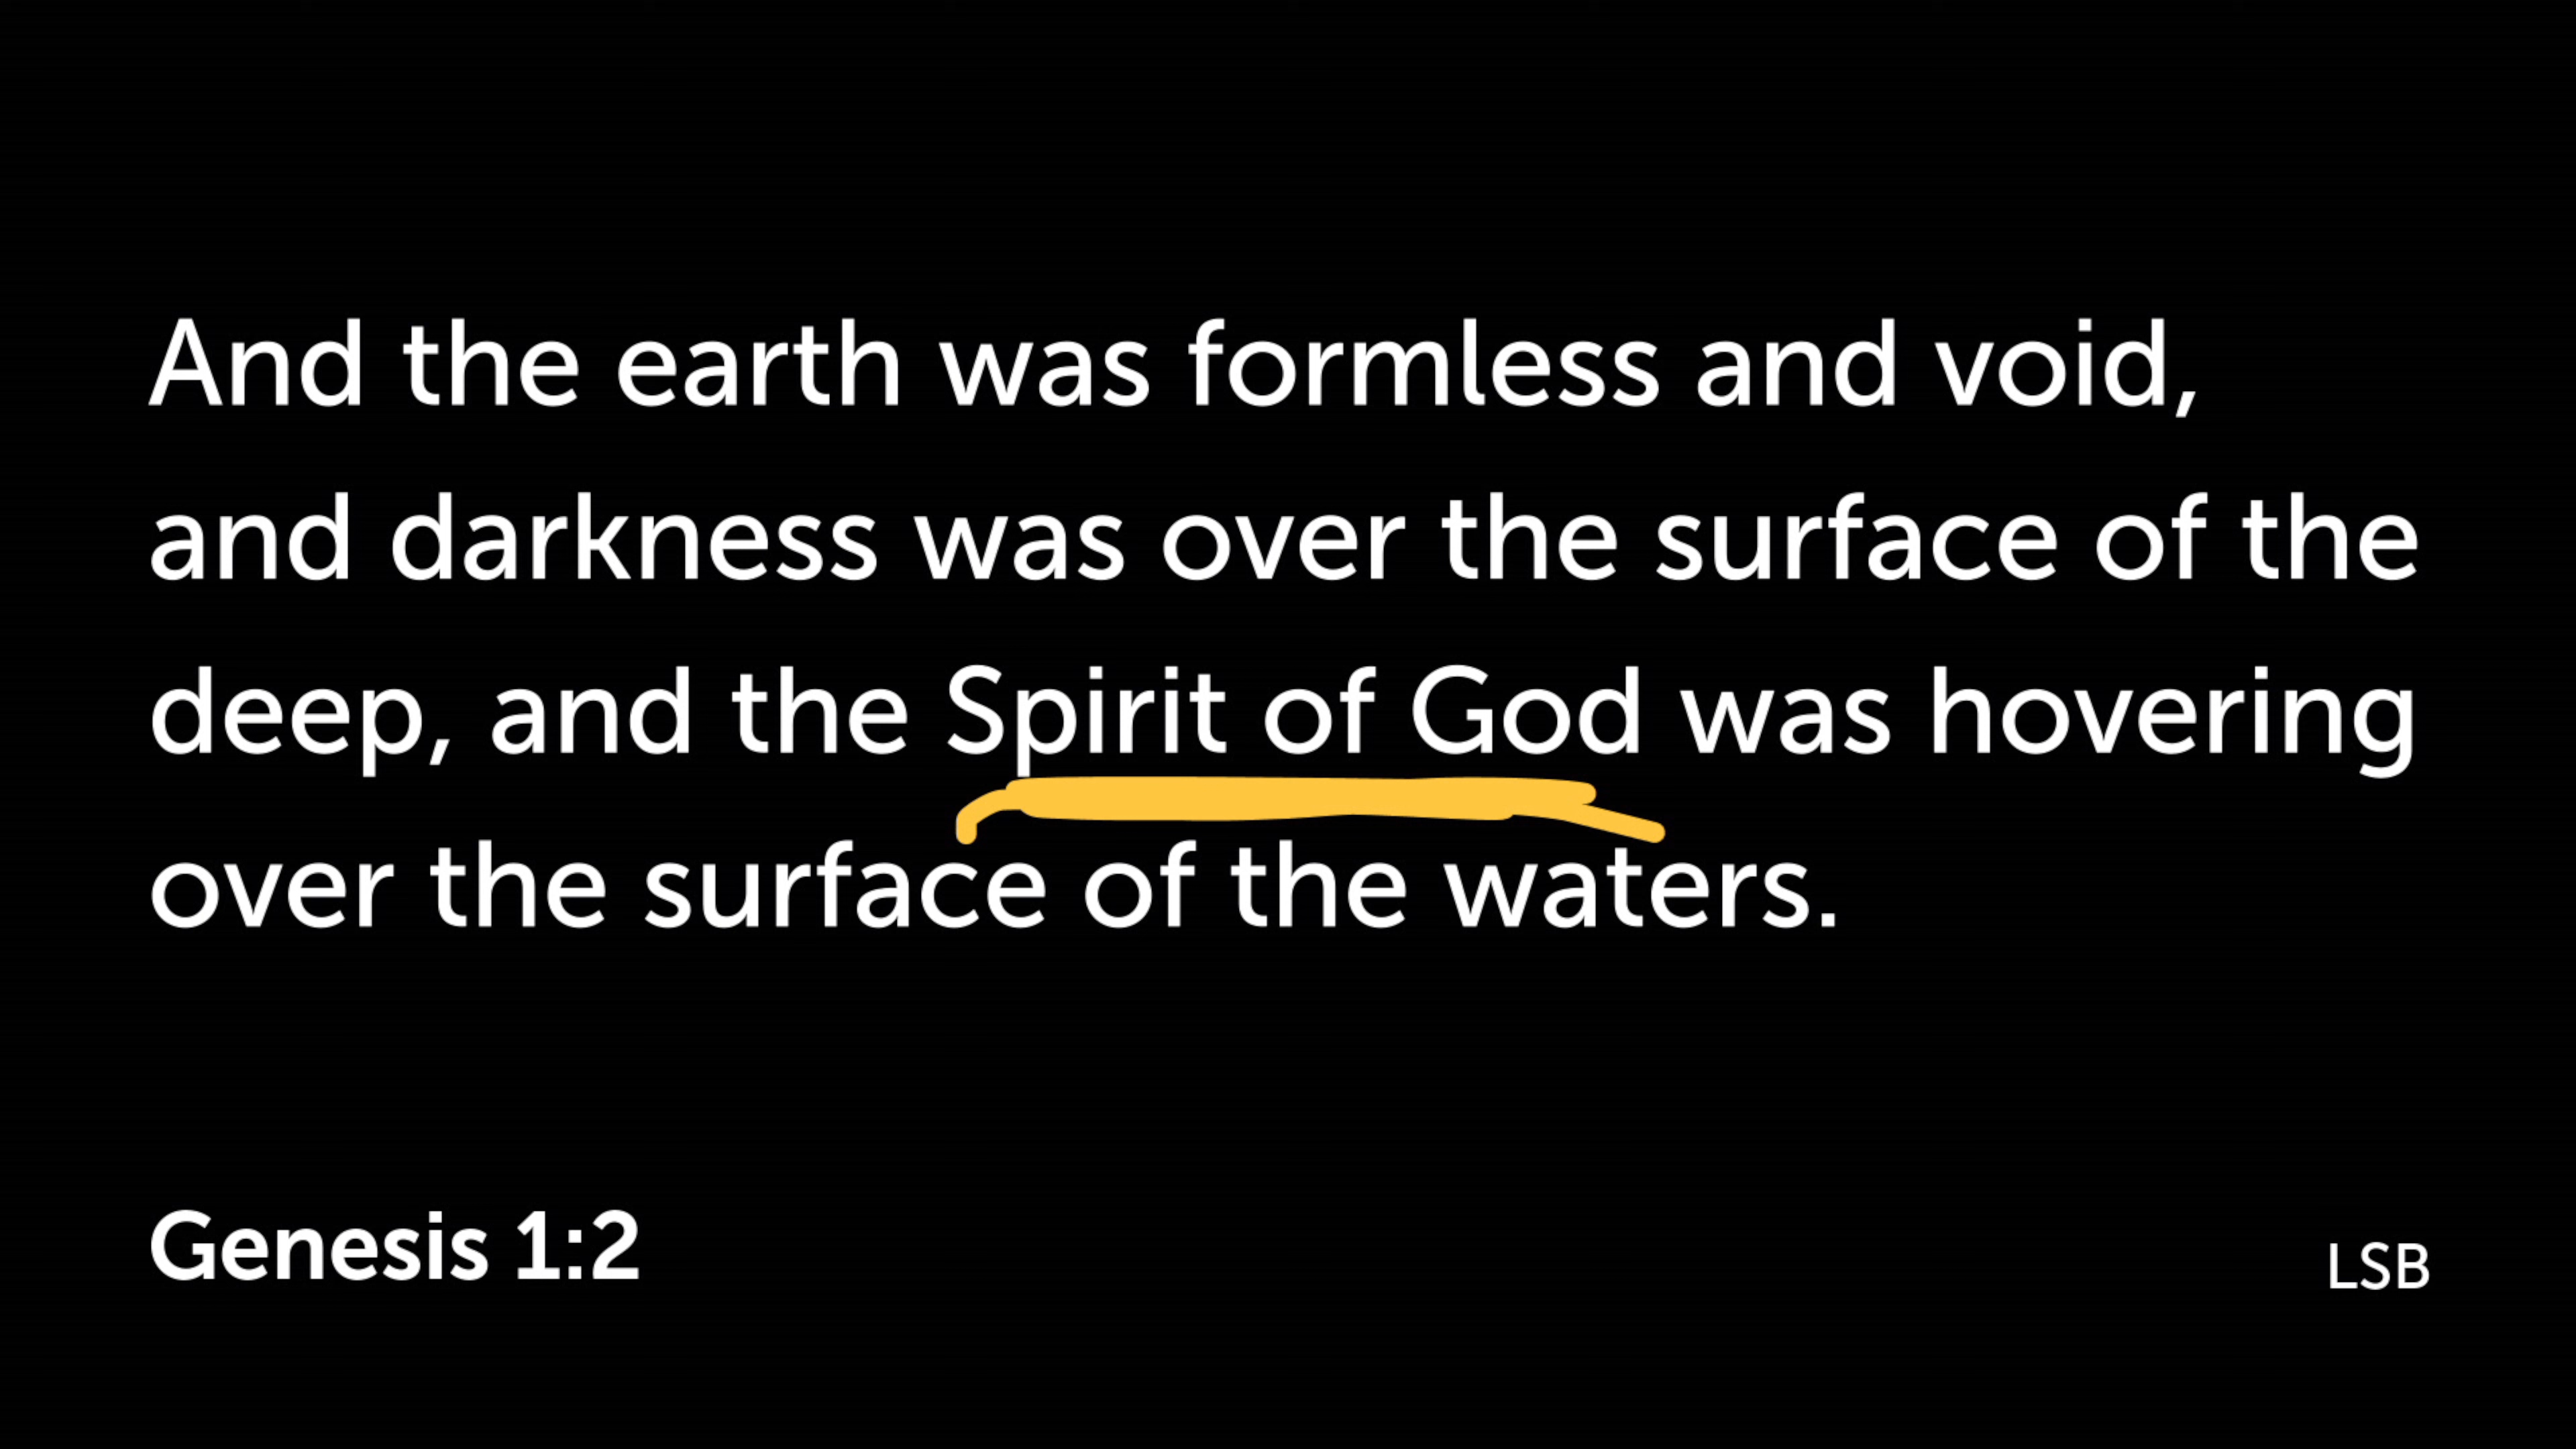 And the earth was formless and void,
and darkness was over the surface of the
deep, and the Spirit of God was hovering
over the surface of the waters.
Genesis 1:2
LSB